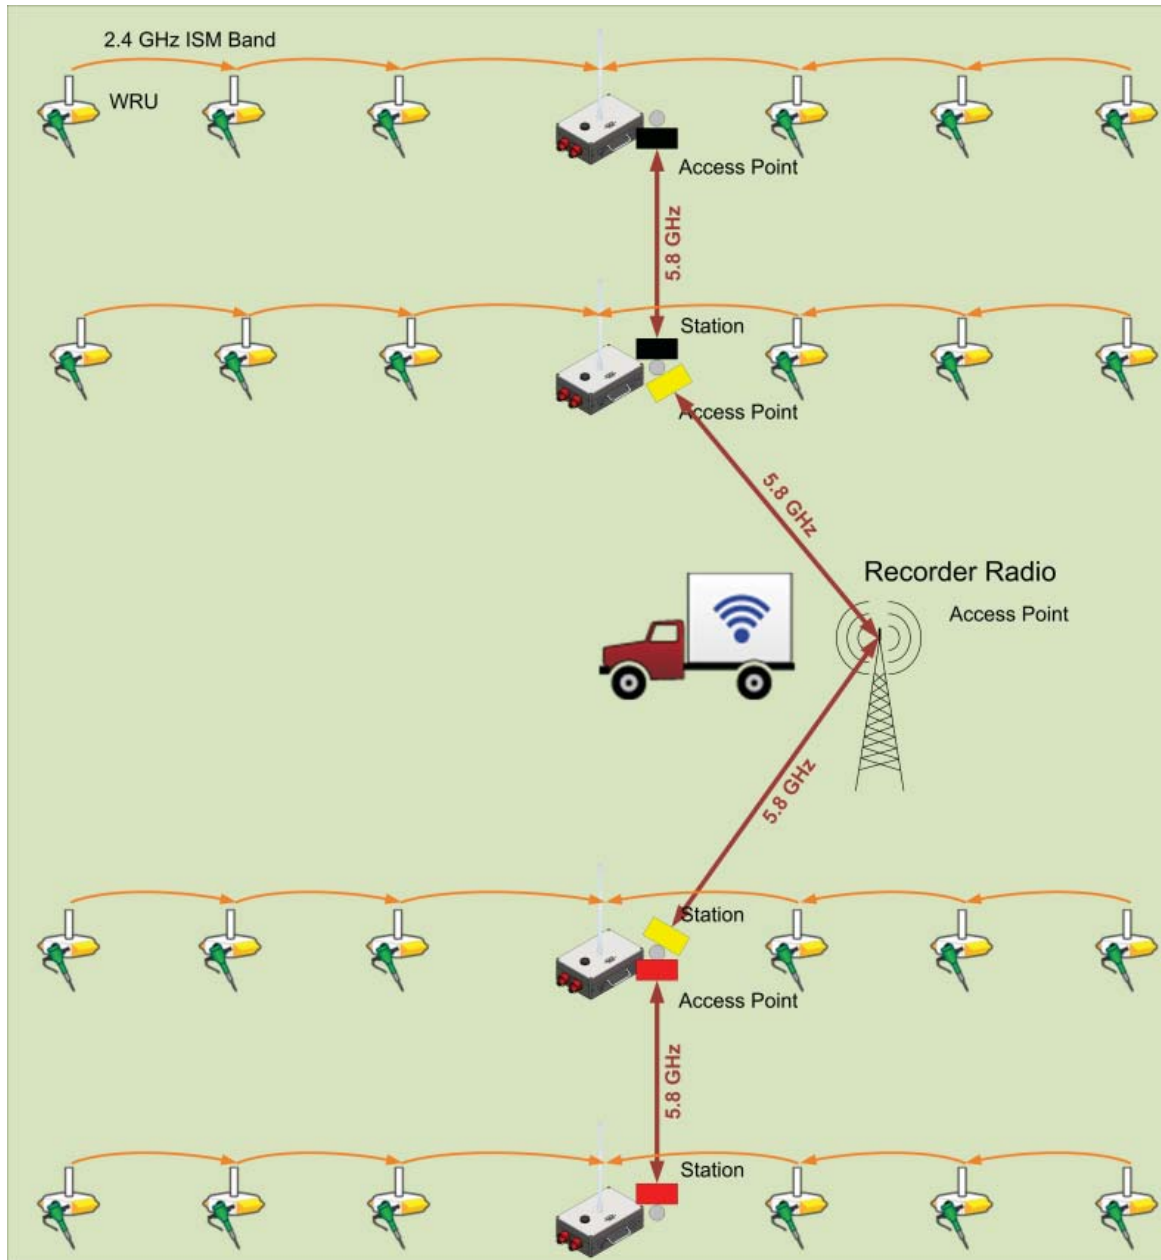 2.4 GHz ISM Band
WRU
Access Point
5.8 GHz
Station
Access Point
5.8 GHz
Recorder Radio
Access Point
5.8 GHz
Station
Access Point
5.8 GHz
Station